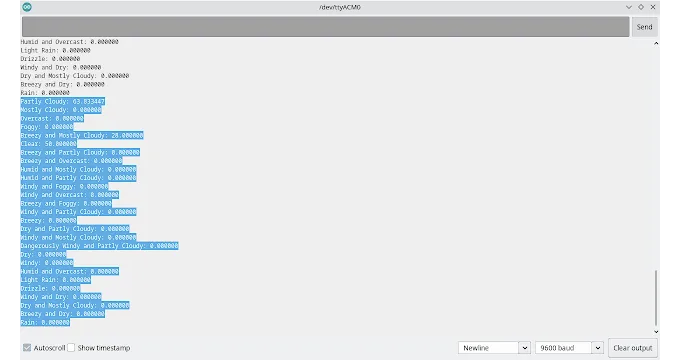 /dev/ttyACM0
Send
Humid and Overcast: 0.000000
Light Rain: 0.000000
Drizzle: 0.000000
Windy and Dry: 0.000000
Dry and Mostly Cloudy: 0.000000
Breezy and Dry: 0.000000
Rain: 0.000000
Partly Cloudy: 63.833447
Mostly Cloudy: 0.000000
Overcast: 0.000000
Foggy: 0.000000
Breezy and Mostly Cloudy: 28.000000
Clear: 50.000000
Breezy and Partly Cloudy: 0.000000
Breezy and Overcast: 0.000000
Humid and Mostly Cloudy: 0.000000
Humid and Partly Cloudy: 0.000000
Windy and Foggy: 0.000000
Windy and Overcast: 0.000000
Breezy and Foggy: 0.000000
Windy and Partly Cloudy: 0.000000
Breezy: 0.000000
Dry and Partly Cloudy: 0.000000
Windy and Mostly Cloudy: 0.000000
Dangerously Windy and Partly Cloudy: 0.000000
Dry: 0.000000
Windy: 0.000000
Humid and Overcast: 0.000000
Light Rain: 0.000000
Drizzle: 0.000000
Windy and Dry: 0.000000
Dry and Mostly Cloudy: 0.000000
Breezy and Dry: 0.000000
Rain: 0.000000
Autoscroll Show timestamp Newline 9600 baud Clear output